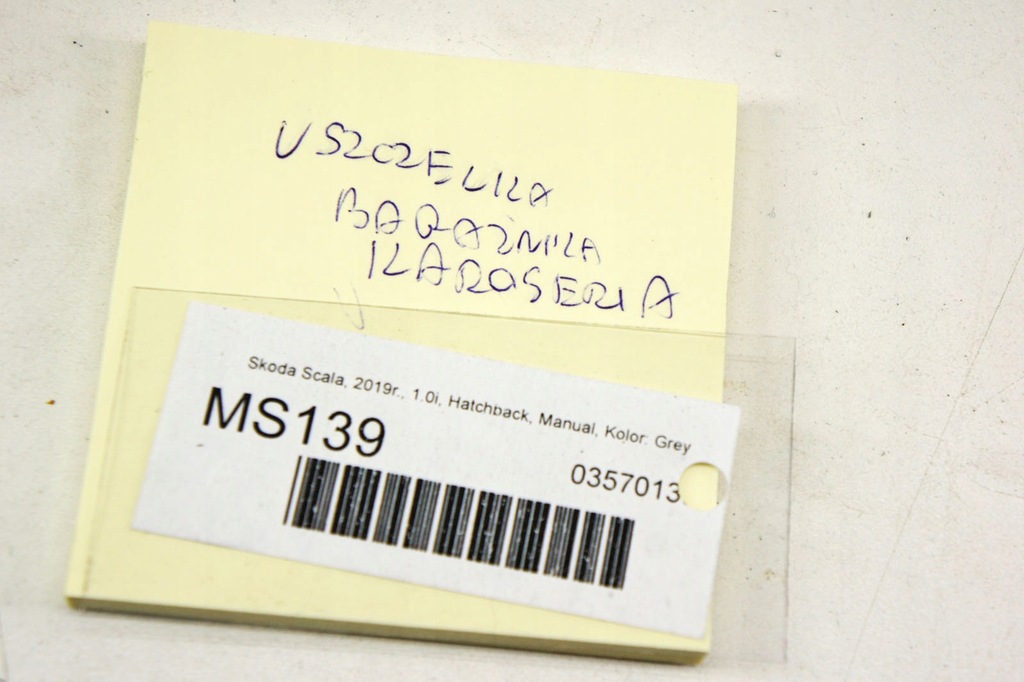 USZCZELKA
BAGAŻNIKA
KAROSERIA
Skoda Scala, 2019r., 1.0i, Hatchback, Manual, Kolor: Grey
MS139
0357013